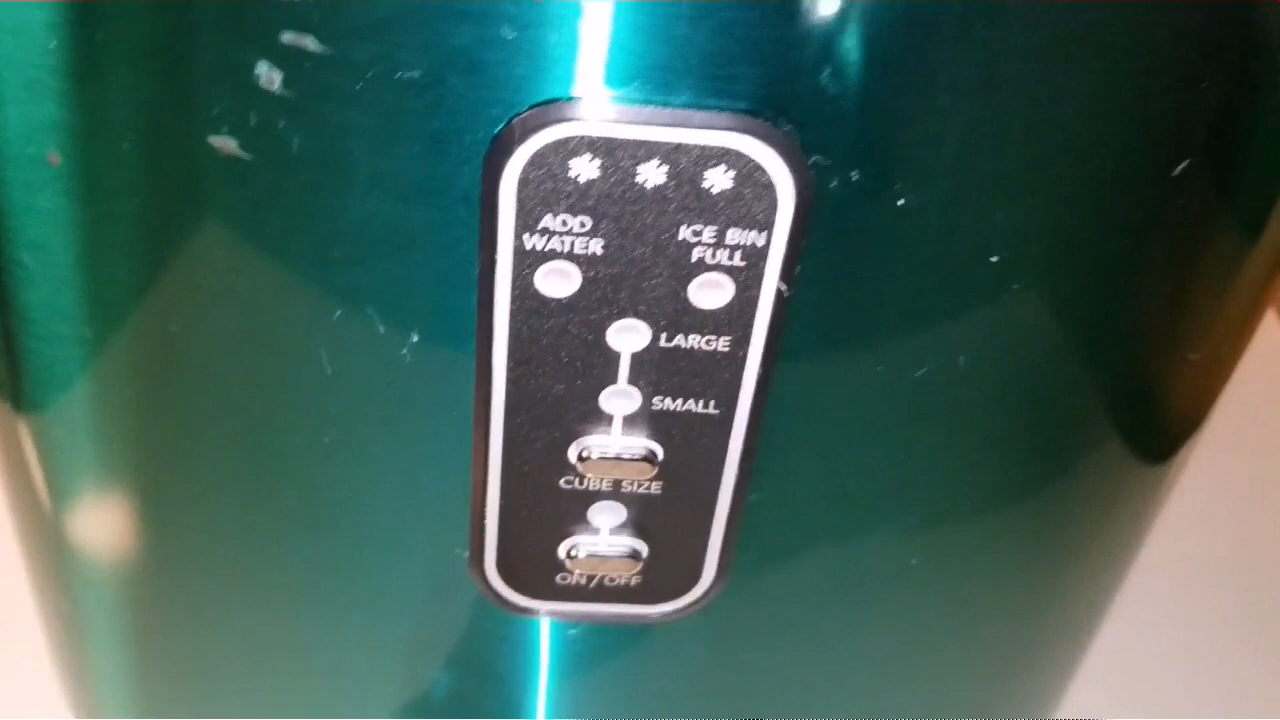 ADD
WATER
ICE BIN
FULL
LARGE
SMALL
CUBE SIZE
ON/OFF